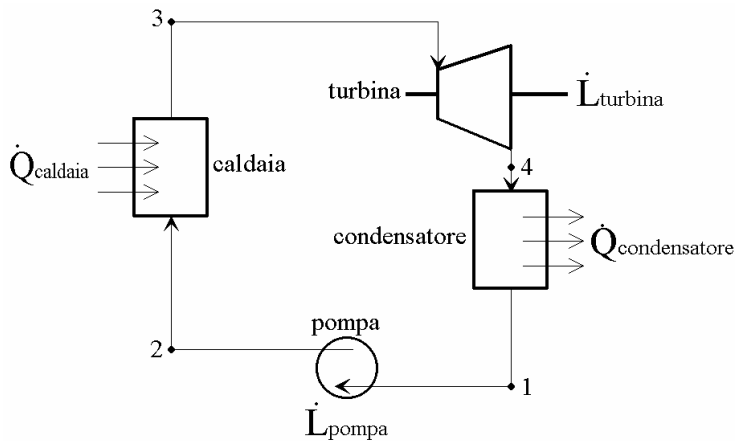 3
turbina
L̇turbina
Q̇caldaia
caldaia
4
condensatore
Q̇condensatore
pompa
2
1
L̇pompa